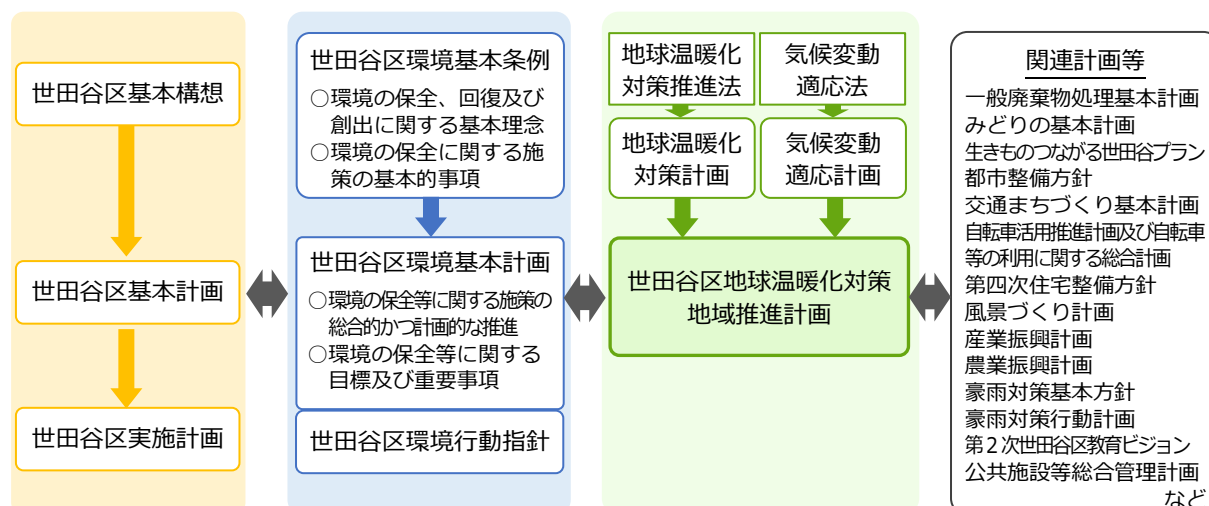 世田谷区基本構想
世田谷区基本計画
世田谷区実施計画
世田谷区環境基本条例
○環境の保全、回復及び
創出に関する基本理念
○環境の保全に関する施
策の基本的事項
世田谷区環境基本計画
○環境の保全等に関する施策の
総合的かつ計画的な推進
○環境の保全等に関する
目標及び重要事項
世田谷区環境行動指針
地球温暖化
対策推進法
気候変動
適応法
地球温暖化
対策計画
気候変動
適応計画
世田谷区地球温暖化対策
地域推進計画
関連計画等
一般廃棄物処理基本計画
みどりの基本計画
生きものつながる世田谷プラン
都市整備方針
交通まちづくり基本計画
自転車活用推進計画及び自転車
等の利用に関する総合計画
第四次住宅整備方針
風景づくり計画
産業振興計画
農業振興計画
豪雨対策基本方針
豪雨対策行動計画
第２次世田谷区教育ビジョン
公共施設等総合管理計画
など